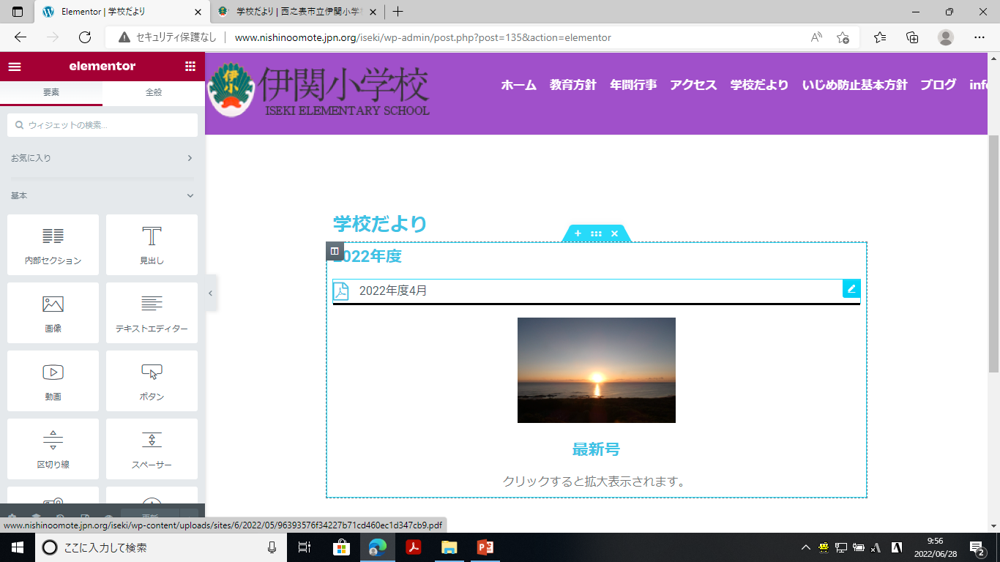 Elementor | 学校だより
学校だより | 西之表市立伊関小学
セキュリティ保護なし
www.nishinoomote.jpn.org/iseki/wp-admin/post.php?post=135&action=elementor
elementor
要素
全般
ウィジェットの検索...
お気に入り
基本
内部セクション
見出し
画像
テキストエディター
動画
ボタン
区切り線
スペーサー
更新
伊小
伊関小学校
ISEKI ELEMENTARY SCHOOL
ホーム 教育方針 年間行事 アクセス 学校だより いじめ防止基本方針 ブログ info
学校だより
2022年度
2022年度4月
最新号
クリックすると拡大表示されます。
www.nishinoomote.jpn.org/iseki/wp-content/uploads/sites/6/2022/05/96393576f34227b71cd460ec1d347cb9.pdf
ここに入力して検索
A
9:56
2022/06/28
2